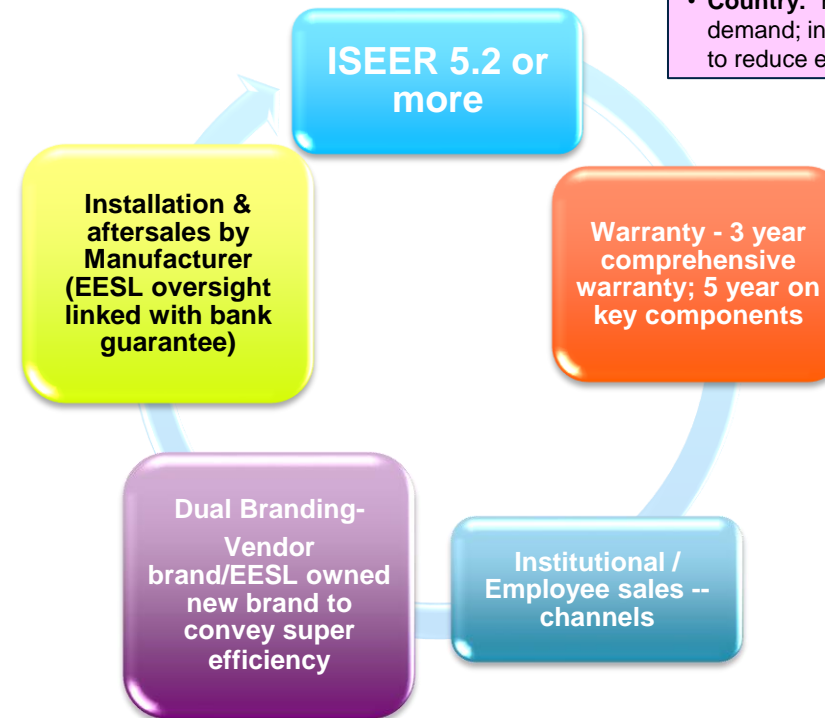 • Country:
demand; in
to reduce e
ISEER 5.2 or
more
Warranty - 3 year
comprehensive
warranty; 5 year on
key components
Institutional /
Employee sales --
channels
Dual Branding-
Vendor
brand/EESL owned
new brand to
convey super
efficiency
Installation &
aftersales by
Manufacturer
(EESL oversight
linked with bank
guarantee)